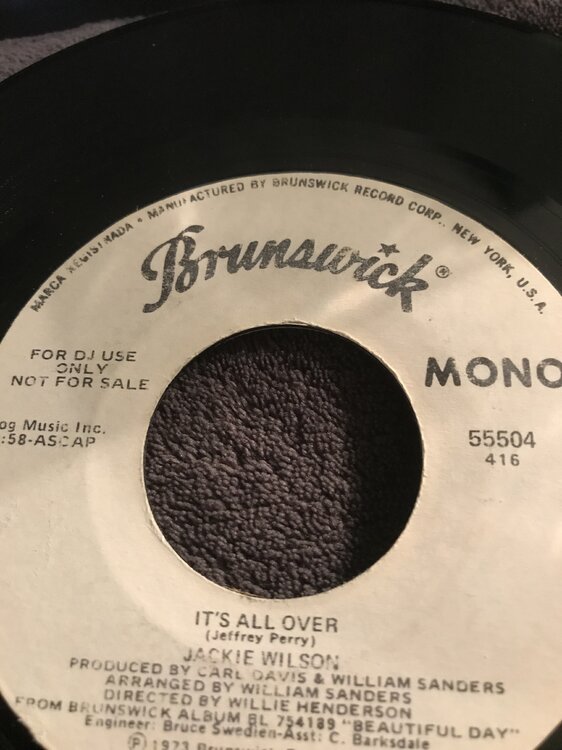 MARCA REGISTRADA • MANUFACTURED BY BRUNSWICK RECORD CORP., NEW YORK, U.S.A.
Brunswick®
FOR DJ USE
ONLY
NOT FOR SALE
MONO
og Music Inc.
:58-ASCAP
55504
416
IT'S ALL OVER
(Jeffrey Perry)
JACKIE WILSON
PRODUCED BY CARL DAVIS & WILLIAM SANDERS
ARRANGED BY WILLIAM SANDERS
DIRECTED BY WILLIE HENDERSON
FROM BRUNSWICK ALBUM BL 754189 "BEAUTIFUL DAY"
Engineer: Bruce Swedien-Asst: C. Barksdale
℗ 1973 Brunswick